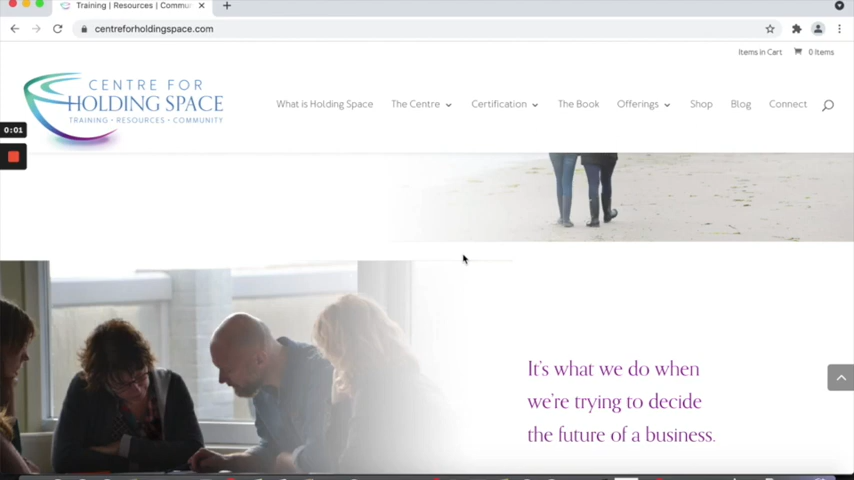 Training | Resources | Commu
centreforholdingspace.com
Items in Cart 0 Items
CENTRE FOR
HOLDING SPACE
TRAINING • RESOURCES • COMMUNITY
What is Holding Space The Centre Certification The Book Offerings Shop Blog Connect
0:01
It's what we do when
we're trying to decide
the future of a business.